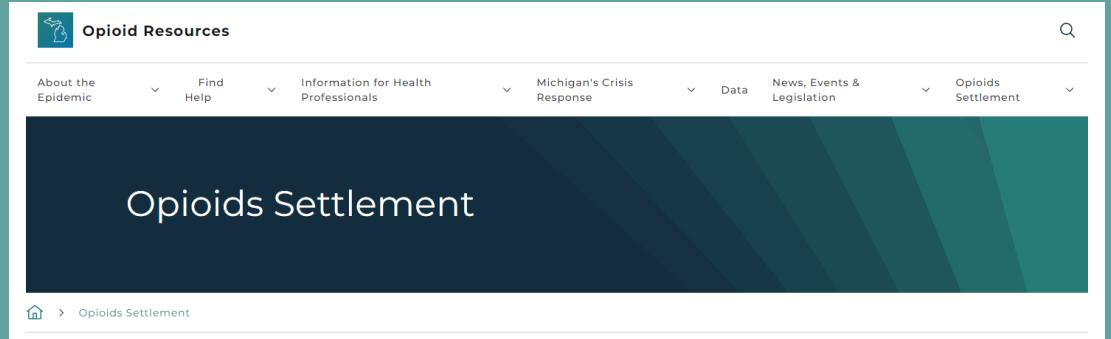 Opioid Resources
About the
Epidemic
Find
Help
Information for Health
Professionals
Michigan's Crisis
Response
Data
News, Events &
Legislation
Opioids
Settlement
Opioids Settlement
Opioids Settlement